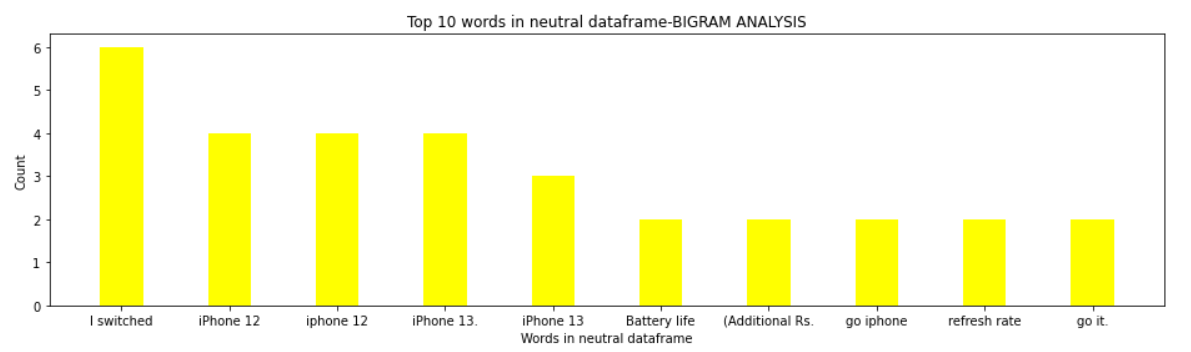 Top 10 words in neutral dataframe-BIGRAM ANALYSIS
6
5
4
3
2
1
0
Count
I switched
iPhone 12
iphone 12
iPhone 13.
iPhone 13
Battery life
(Additional Rs.
go iphone
refresh rate
go it.
Words in neutral dataframe